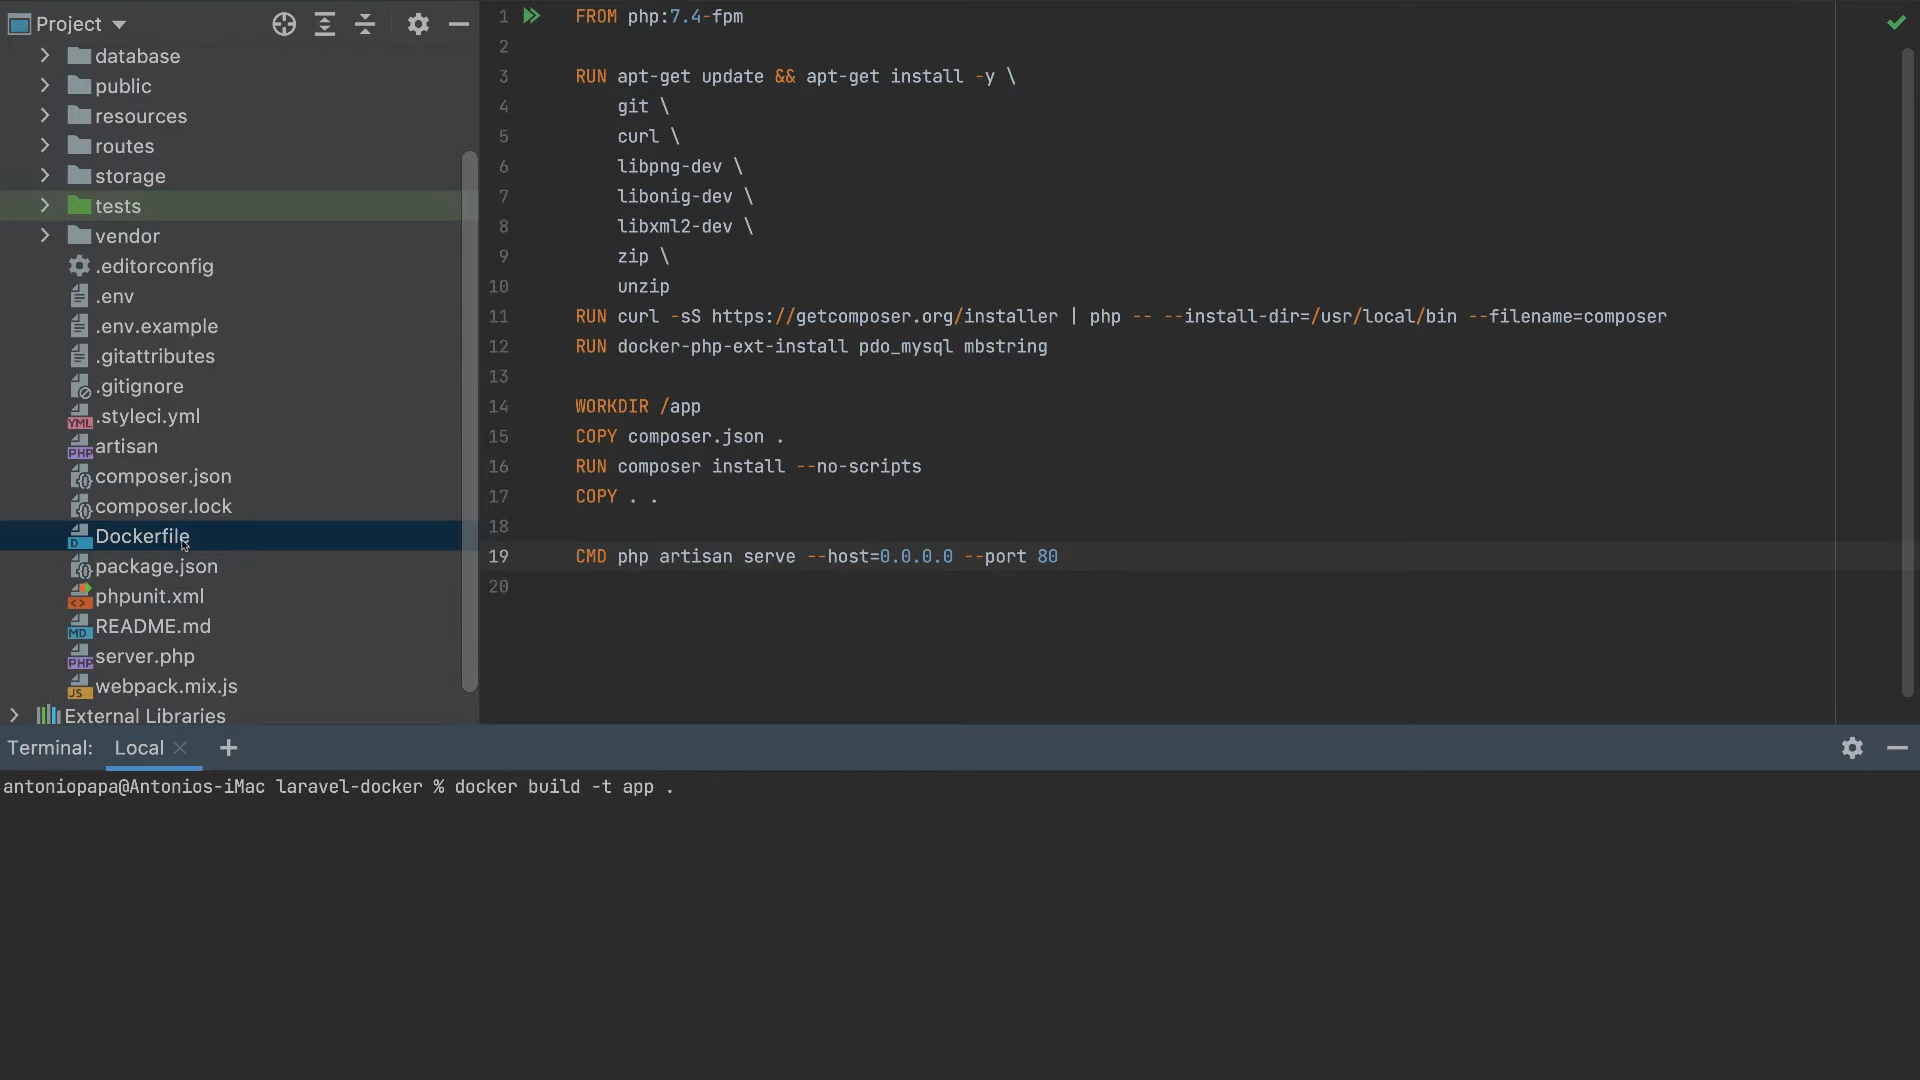 Project
database
public
resources
routes
storage
tests
vendor
.editorconfig
.env
.env.example
.gitattributes
.gitignore
YML .styleci.yml
PHP artisan
composer.json
composer.lock
D Dockerfile
package.json
phpunit.xml
MD README.md
PHP server.php
JS webpack.mix.js
External Libraries
1 FROM php:7.4-fpm
2
3 RUN apt-get update && apt-get install -y \
4 git \
5 curl \
6 libpng-dev \
7 libonig-dev \
8 libxml2-dev \
9 zip \
10 unzip
11 RUN curl -sS https://getcomposer.org/installer | php -- --install-dir=/usr/local/bin --filename=composer
12 RUN docker-php-ext-install pdo_mysql mbstring
13
14 WORKDIR /app
15 COPY composer.json .
16 RUN composer install --no-scripts
17 COPY . .
18
19 CMD php artisan serve --host=0.0.0.0 --port 80
20
Terminal: Local
antoniopapa@Antonios-iMac laravel-docker % docker build -t app .